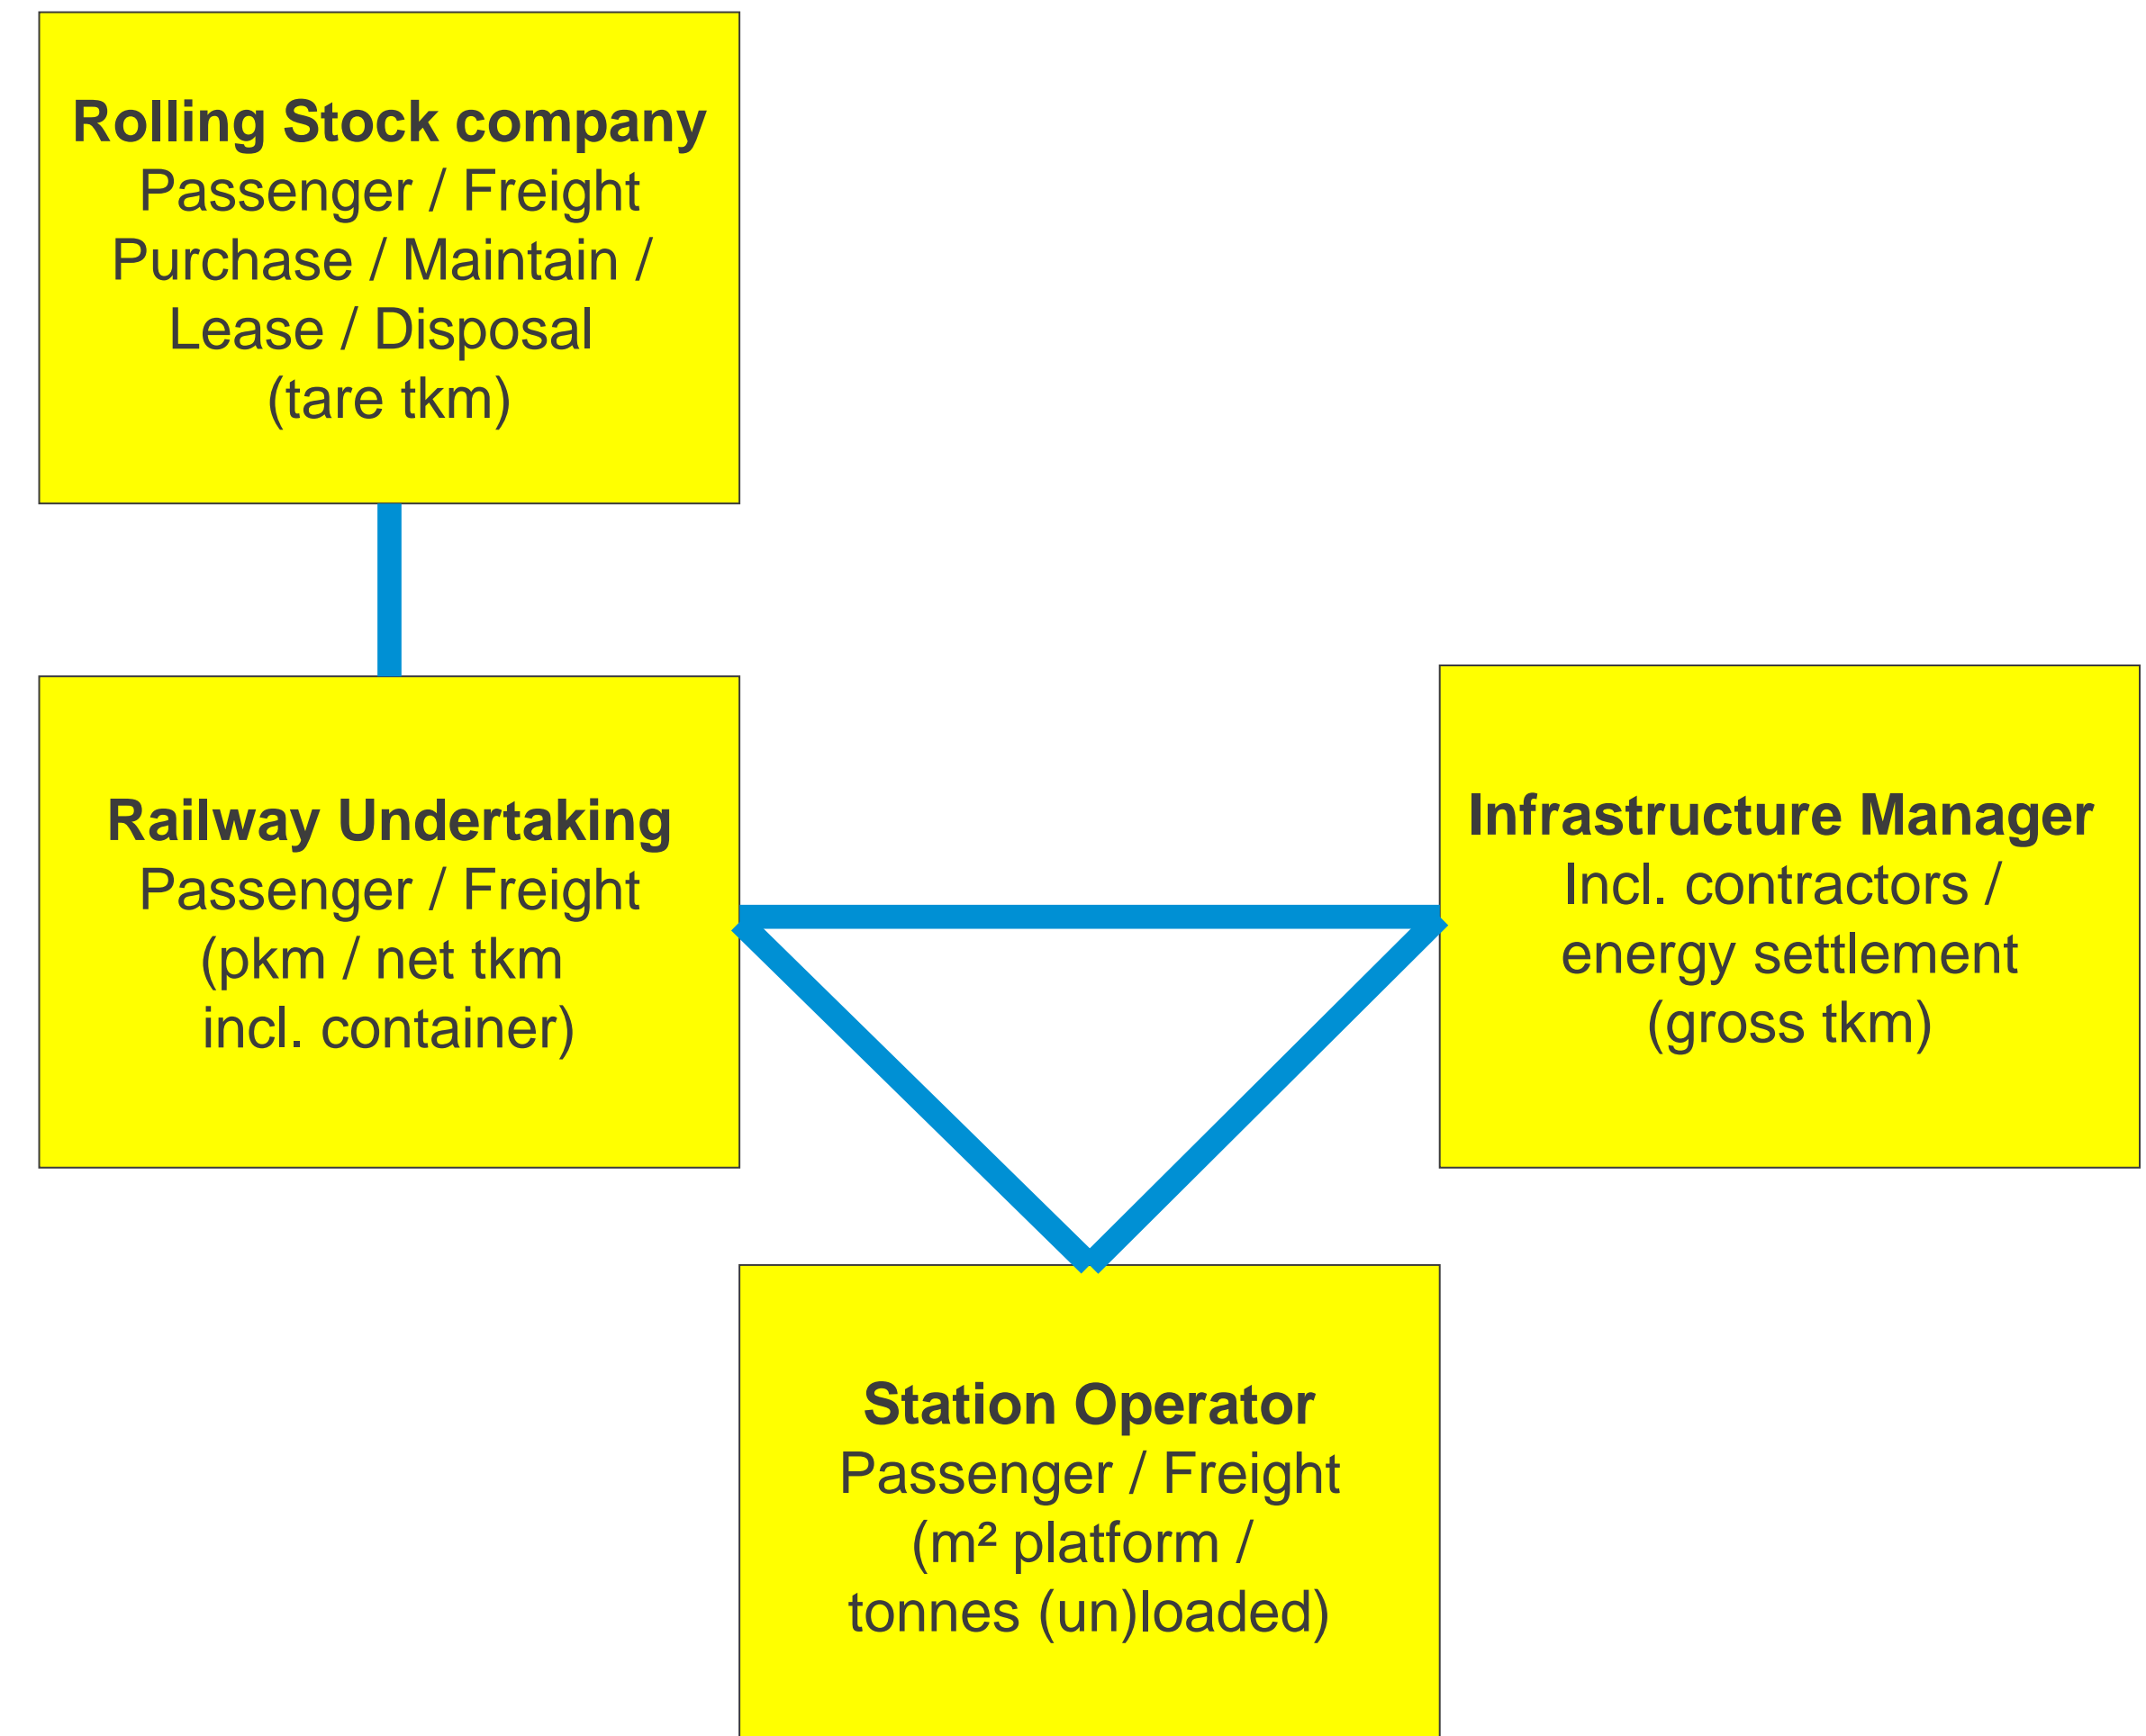 Rolling Stock company
Passenger / Freight
Purchase / Maintain /
Lease / Disposal
(tare tkm)
Railway Undertaking
Passenger / Freight
(pkm / net tkm
incl. container)
Infrastructure Manager
Incl. contractors /
energy settlement
(gross tkm)
Station Operator
Passenger / Freight
(m² platform /
tonnes (un)loaded)